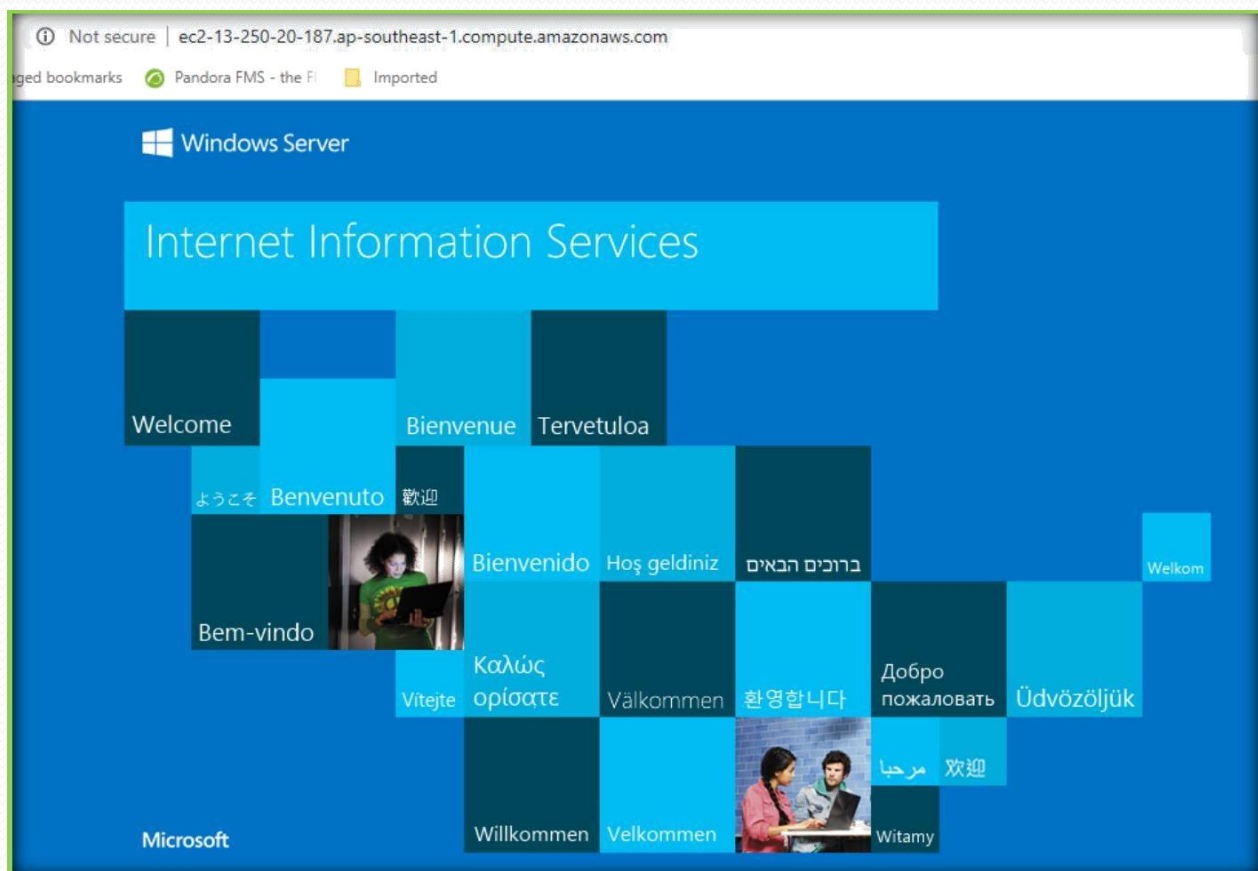 Not secure | ec2-13-250-20-187.ap-southeast-1.compute.amazonaws.com
aged bookmarks Pandora FMS - the Imported
Windows Server
Internet Information Services
Welcome
Bienvenue
Tervetuloa
ようこそ
Benvenuto
歡迎
Bienvenido
Hoş geldiniz
ברוכים הבאים
Welkom
Bem-vindo
Vítejte
Καλώς
ορίσατε
Välkommen
환영합니다
Добро
пожаловать
Üdvözöljük
مرحبا
欢迎
Willkommen
Velkommen
Witamy
Microsoft